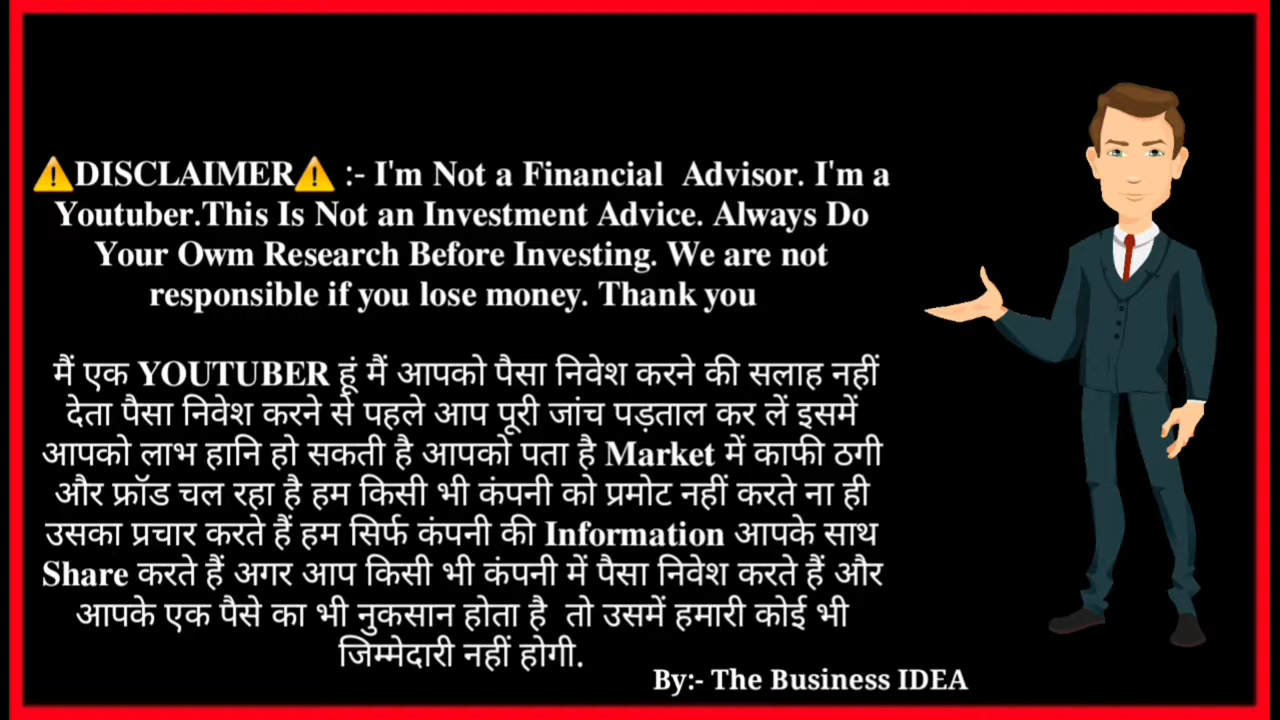 ⚠️DISCLAIMER⚠️ :- I'm Not a Financial Advisor. I'm a
Youtuber.This Is Not an Investment Advice. Always Do
Your Owm Research Before Investing. We are not
responsible if you lose money. Thank you
मैं एक YOUTUBER हूं मैं आपको पैसा निवेश करने की सलाह नहीं
देता पैसा निवेश करने से पहले आप पूरी जांच पड़ताल कर लें इसमें
आपको लाभ हानि हो सकती है आपको पता है Market में काफी ठगी
और फ्रॉड चल रहा है हम किसी भी कंपनी को प्रमोट नहीं करते ना ही
उसका प्रचार करते हैं हम सिर्फ कंपनी की Information आपके साथ
Share करते हैं अगर आप किसी भी कंपनी में पैसा निवेश करते हैं और
आपके एक पैसे का भी नुकसान होता है तो उसमें हमारी कोई भी
जिम्मेदारी नहीं होगी.
By:- The Business IDEA